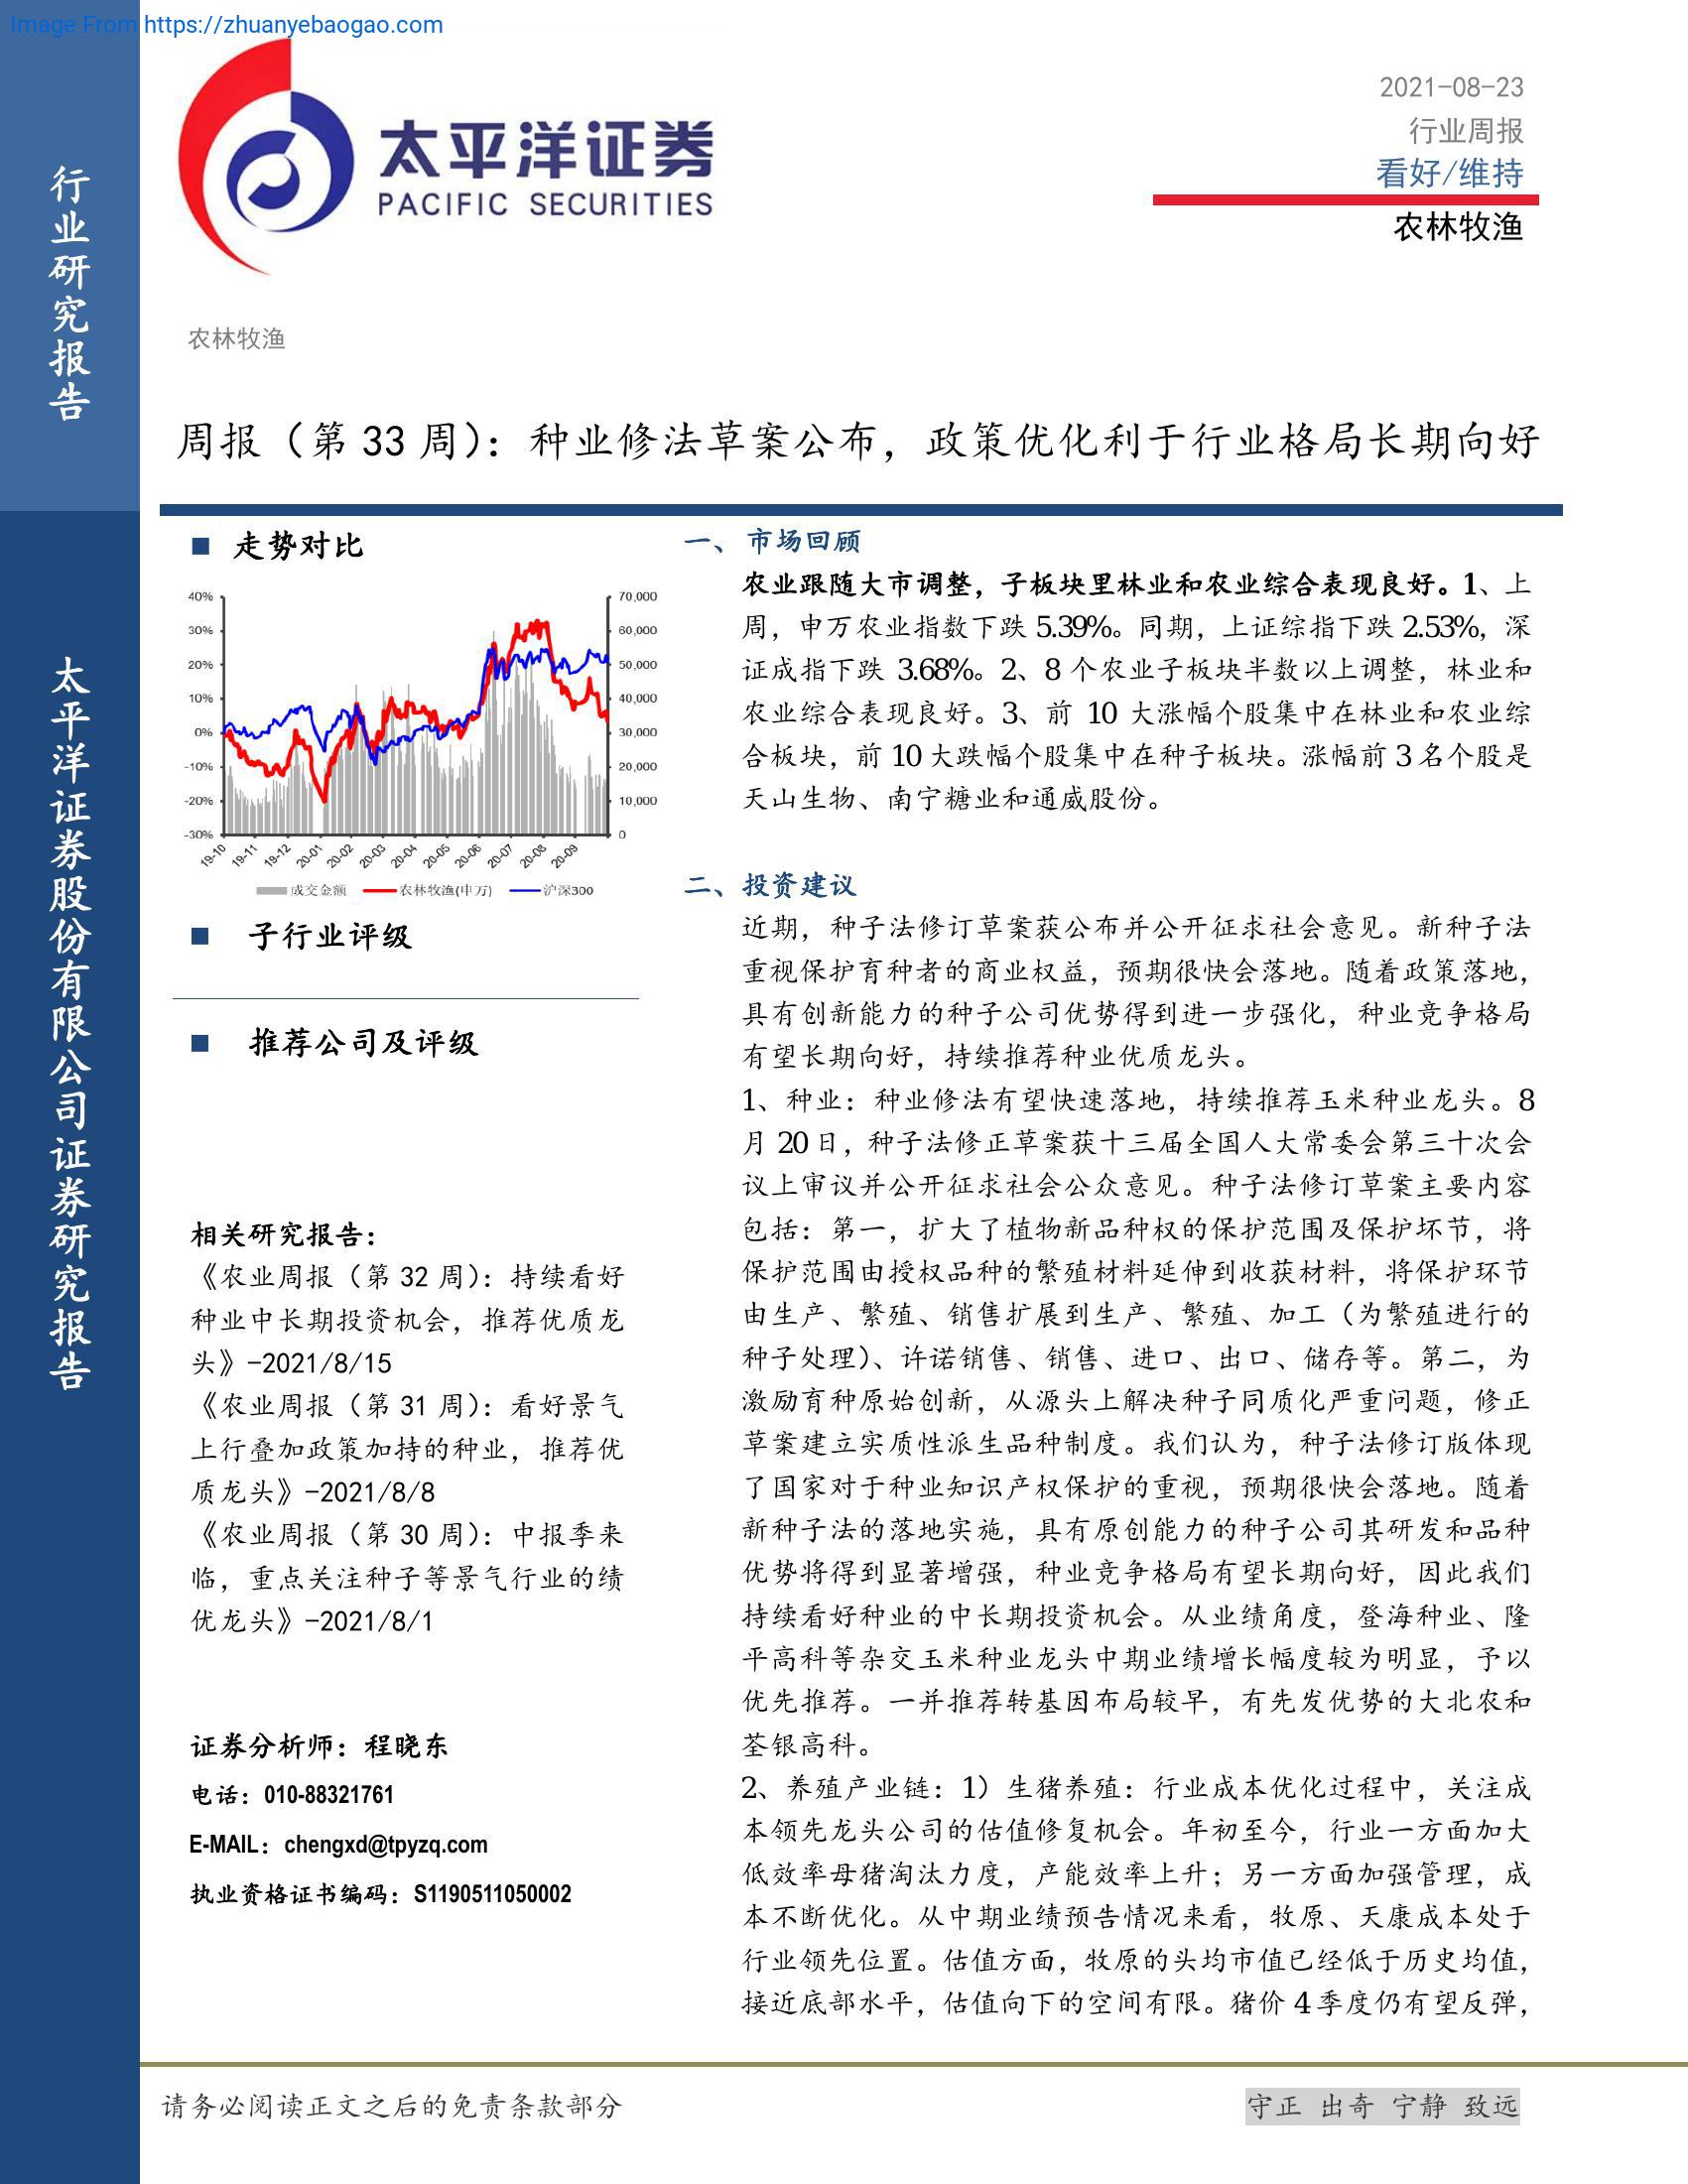 Image From https://zhuanyebaogao.com
行业研究报告
太平洋证券股份有限公司证券研究报告
太平洋证券
PACIFIC SECURITIES
2021-08-23
行业周报
看好/维持
农林牧渔
农林牧渔
周报（第 33 周）：种业修法草案公布，政策优化利于行业格局长期向好
■ 走势对比
40%
30%
20%
10%
0%
-10%
-20%
-30%
70,000
60,000
50,000
40,000
30,000
20,000
10,000
0
19-10 19-11 19-12 20-01 20-02 20-03 20-04 20-05 20-06 20-07 20-08 20-09
成交金额 农林牧渔(申万) 沪深300
■ 子行业评级
■ 推荐公司及评级
相关研究报告：
《农业周报（第 32 周）：持续看好
种业中长期投资机会，推荐优质龙
头》-2021/8/15
《农业周报（第 31 周）：看好景气
上行叠加政策加持的种业，推荐优
质龙头》-2021/8/8
《农业周报（第 30 周）：中报季来
临，重点关注种子等景气行业的绩
优龙头》-2021/8/1
证券分析师：程晓东
电话：010-88321761
E-MAIL：chengxd@tpyzq.com
执业资格证书编码：S1190511050002
一、 市场回顾
农业跟随大市调整，子板块里林业和农业综合表现良好。1、上
周，申万农业指数下跌 5.39%。同期，上证综指下跌 2.53%，深
证成指下跌 3.68%。2、8 个农业子板块半数以上调整，林业和
农业综合表现良好。3、前 10 大涨幅个股集中在林业和农业综
合板块，前 10 大跌幅个股集中在种子板块。涨幅前 3 名个股是
天山生物、南宁糖业和通威股份。
二、投资建议
近期，种子法修订草案获公布并公开征求社会意见。新种子法
重视保护育种者的商业权益，预期很快会落地。随着政策落地，
具有创新能力的种子公司优势得到进一步强化，种业竞争格局
有望长期向好，持续推荐种业优质龙头。
1、种业：种业修法有望快速落地，持续推荐玉米种业龙头。8
月 20 日，种子法修正草案获十三届全国人大常委会第三十次会
议上审议并公开征求社会公众意见。种子法修订草案主要内容
包括：第一，扩大了植物新品种权的保护范围及保护坏节，将
保护范围由授权品种的繁殖材料延伸到收获材料，将保护环节
由生产、繁殖、销售扩展到生产、繁殖、加工（为繁殖进行的
种子处理）、许诺销售、销售、进口、出口、储存等。第二，为
激励育种原始创新，从源头上解决种子同质化严重问题，修正
草案建立实质性派生品种制度。我们认为，种子法修订版体现
了国家对于种业知识产权保护的重视，预期很快会落地。随着
新种子法的落地实施，具有原创能力的种子公司其研发和品种
优势将得到显著增强，种业竞争格局有望长期向好，因此我们
持续看好种业的中长期投资机会。从业绩角度，登海种业、隆
平高科等杂交玉米种业龙头中期业绩增长幅度较为明显，予以
优先推荐。一并推荐转基因布局较早，有先发优势的大北农和
荃银高科。
2、养殖产业链：1）生猪养殖：行业成本优化过程中，关注成
本领先龙头公司的估值修复机会。年初至今，行业一方面加大
低效率母猪淘汰力度，产能效率上升；另一方面加强管理，成
本不断优化。从中期业绩预告情况来看，牧原、天康成本处于
行业领先位置。估值方面，牧原的头均市值已经低于历史均值，
接近底部水平，估值向下的空间有限。猪价 4 季度仍有望反弹，
请务必阅读正文之后的免责条款部分
守正 出奇 宁静 致远